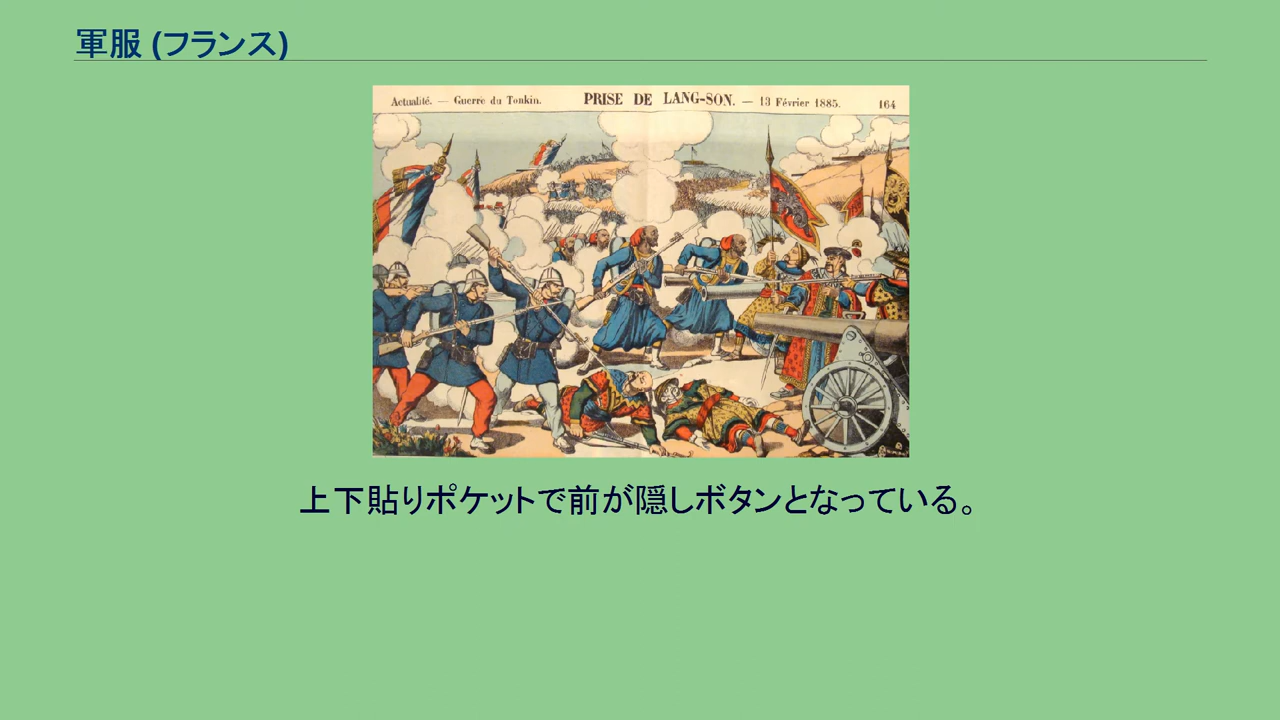 軍服 (フランス)
Actualité. — Guerre du Tonkin. PRISE DE LANG-SON. — 13 Février 1885. 164
上下貼りポケットで前が隠しボタンとなっている。